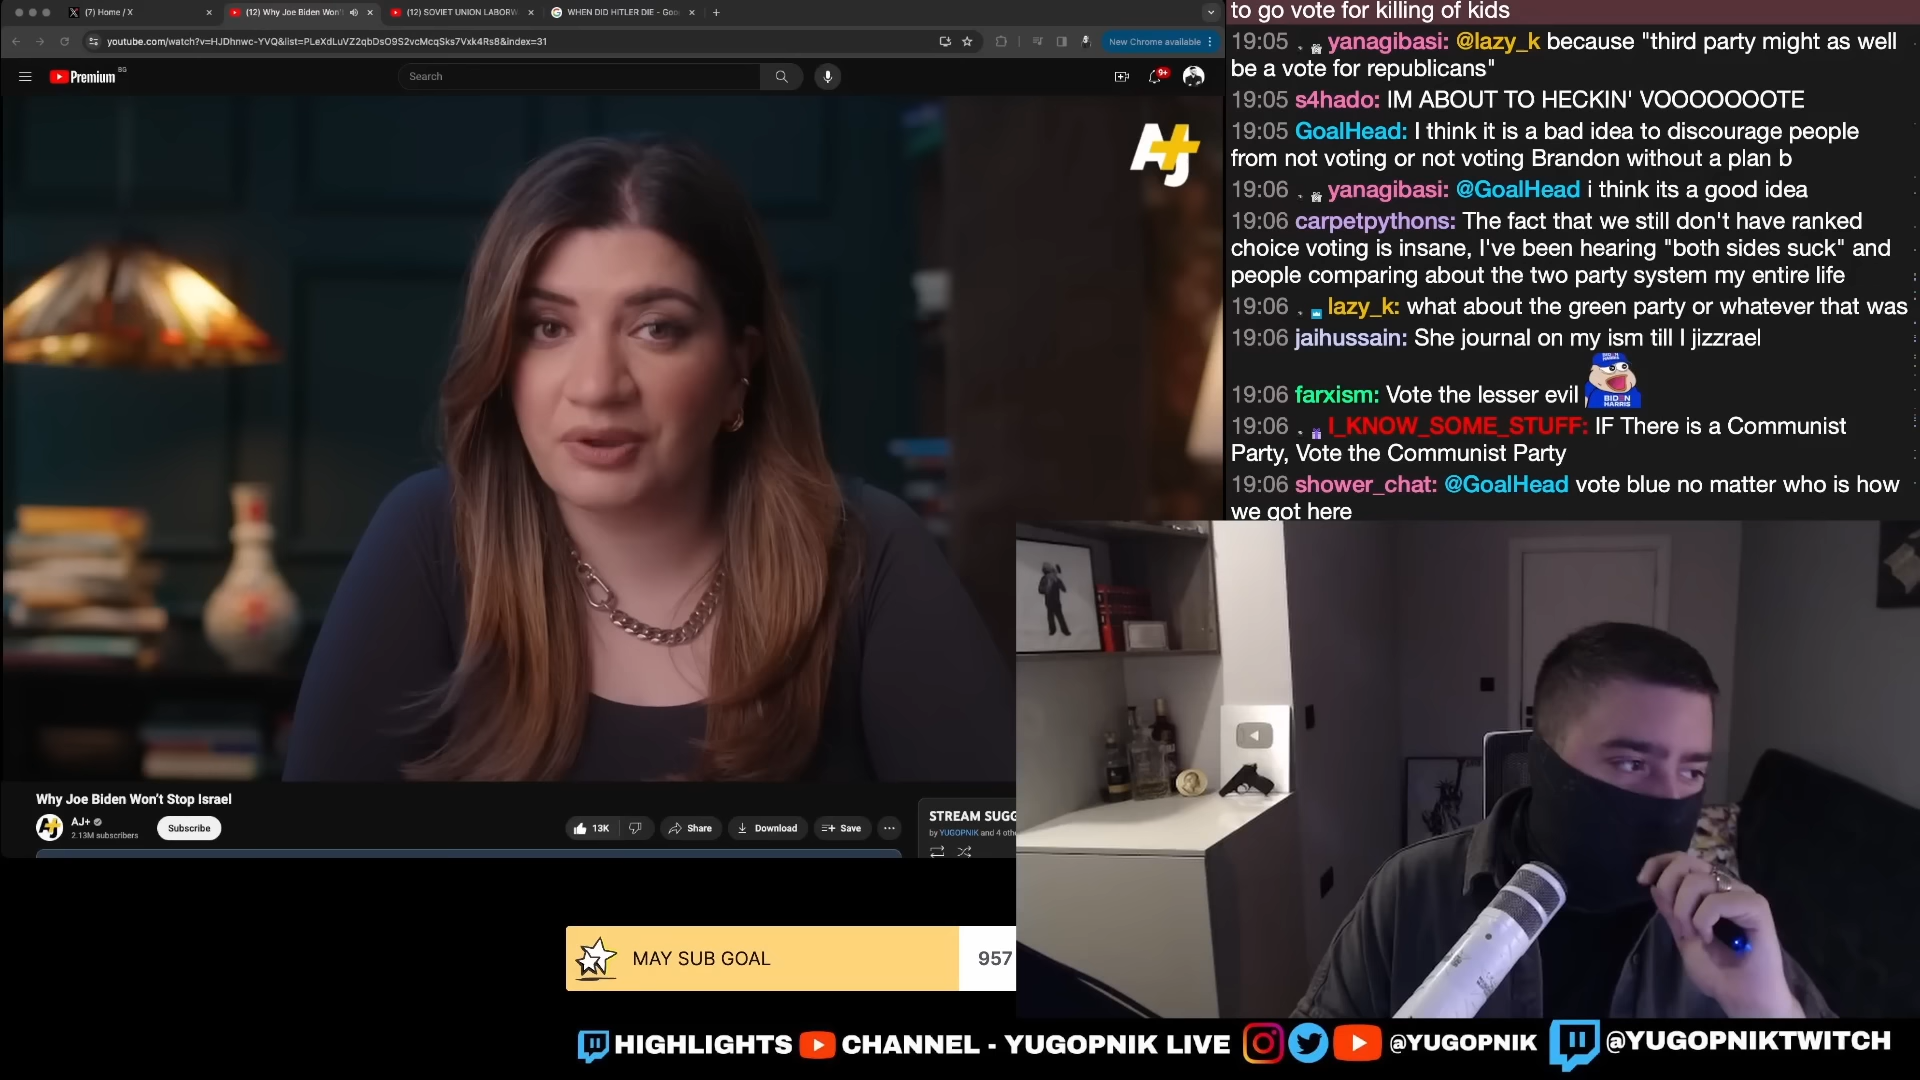 (7) Home / X
(12) Why Joe Biden Won't
(12) SOVIET UNION LABORW
WHEN DID HITLER DIE - Goo
youtube.com/watch?v=HJDhnwc-YVQ&list=PLeXdLuVZ2qbDsO9S2vcMcqSks7Vxk4Rs8&index=31
New Chrome available
Premium
BG
Search
9+
Aj
to go vote for killing of kids
19:05 yanagibasi: @lazy_k because "third party might as well
be a vote for republicans"
19:05 s4hado: IM ABOUT TO HECKIN' VOOOOOOOTE
19:05 GoalHead: I think it is a bad idea to discourage people
from not voting or not voting Brandon without a plan b
19:06 yanagibasi: @GoalHead i think its a good idea
19:06 carpetpythons: The fact that we still don't have ranked
choice voting is insane, I've been hearing "both sides suck" and
people comparing about the two party system my entire life
19:06 lazy_k: what about the green party or whatever that was
19:06 jaihussain: She journal on my ism till I jizzrael
19:06 farxism: Vote the lesser evil
BIDEN
HARRIS
19:06 I_KNOW_SOME_STUFF: IF There is a Communist
Party, Vote the Communist Party
19:06 shower_chat: @GoalHead vote blue no matter who is how
we got here
Why Joe Biden Won't Stop Israel
AJ+
2.13M subscribers
Subscribe
13K
Share
Download
Save
STREAM SUGG
by YUGOPNIK and 4 oth
MAY SUB GOAL
957
HIGHLIGHTS
CHANNEL - YUGOPNIK LIVE
@YUGOPNIK
@YUGOPNIKTWITCH